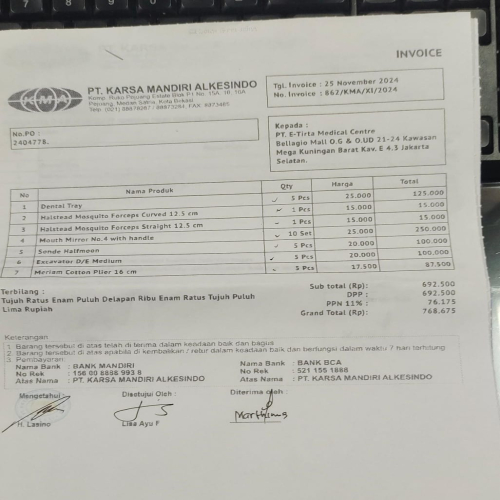 INVOICE
KMA
PT. KARSA MANDIRI ALKESINDO
Komp. Ruko Pejuang Estate Blok P1 No. 15A, 16, 10A
Pejuang, Medan Satria, Kota Bekasi
Tgl. Invoice : 25 November 2024
No. Invoice : 862/KMA/XI/2024
No.PO :
2404778.
Kepada :
PT. E-Tirta Medical Centre
Bellagio Mall O.G & O.UD 21-24 Kawasan
Mega Kuningan Barat Kav. E 4.3 Jakarta
Selatan.
No Nama Produk Qty Harga Total
1 Dental Tray 5 Pcs 25.000 125.000
2 Halstead Mosquito Forceps Curved 12.5 cm 1 Pcs 15.000 15.000
3 Halstead Mosquito Forceps Straight 12.5 cm 1 Pcs 15.000 15.000
4 Mouth Mirror No.4 with handle 10 Set 25.000 250.000
5 Sonde Halfmoon 5 Pcs 20.000 100.000
6 Excavator D/E Medium 5 Pcs 20.000 100.000
7 Meriam Cotton Plier 16 cm 5 Pcs 17.500 87.500
Terbilang :
Tujuh Ratus Enam Puluh Delapan Ribu Enam Ratus Tujuh Puluh
Lima Rupiah
Sub total (Rp): 692.500
DPP : 692.500
PPN 11% : 76.175
Grand Total (Rp): 768.675
Keterangan
1. Barang tersebut di atas telah di terima dalam keadaan baik dan bagus
2. Barang tersebut di atas apabila di kembalikan / retur dalam keadaan baik dan berfungsi dalam waktu 7 hari terhitung
3. Pembayaran:
Nama Bank : BANK MANDIRI
No Rek : 156 00 8888 993 8
Atas Nama : PT. KARSA MANDIRI ALKESINDO
Nama Bank : BANK BCA
No Rek : 521 155 1888
Atas Nama : PT. KARSA MANDIRI ALKESINDO
Mengetahui :
Disetujui Oleh :
Diterima oleh :
H. Lasino
Lisa Ayu F